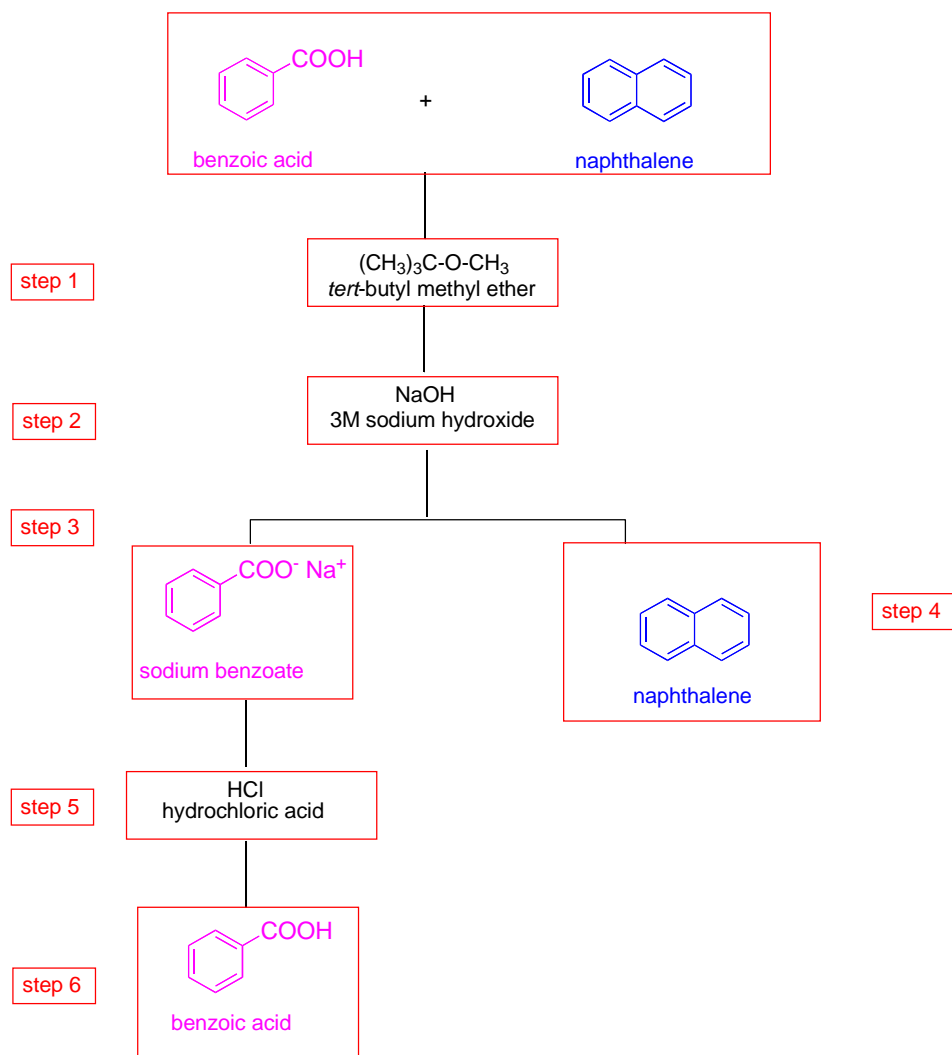 COOH
+
benzoic acid
naphthalene
step 1
(CH₃)₃C-O-CH₃
tert-butyl methyl ether
step 2
NaOH
3M sodium hydroxide
step 3
COO⁻ Na⁺
sodium benzoate
naphthalene
step 4
step 5
HCl
hydrochloric acid
step 6
COOH
benzoic acid